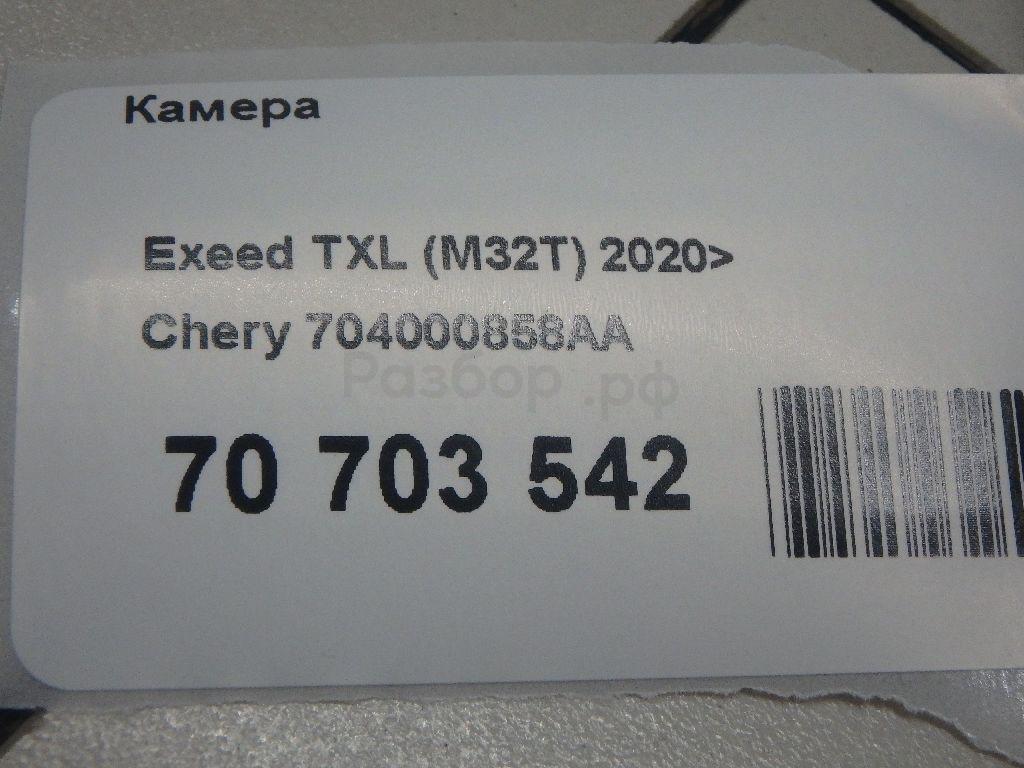 Камера
Exeed TXL (M32T) 2020>
Chery 704000858AA
Разбор.рф
70 703 542